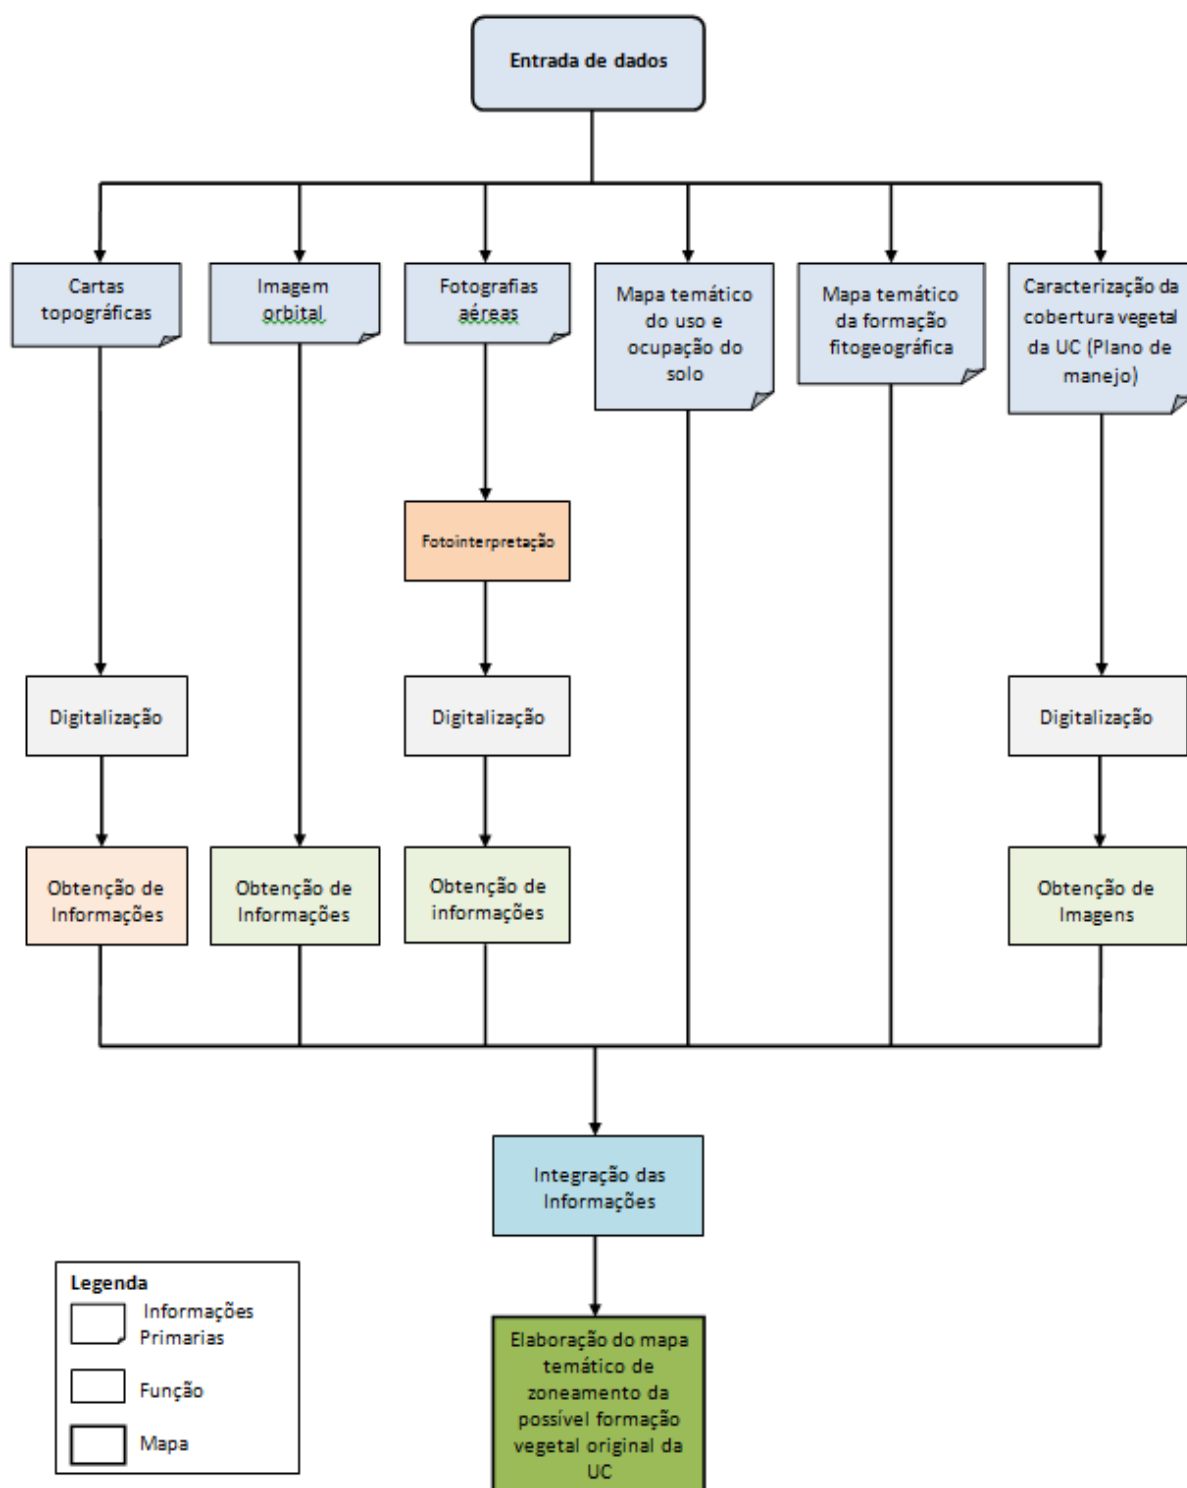 Entrada de dados
Cartas
topográficas
Imagem
orbital
Fotografias
aéreas
Mapa temático
do uso e
ocupação do
solo
Mapa temático
da formação
fitogeográfica
Caracterização da
cobertura vegetal
da UC (Plano de
manejo)
Fotointerpretação
Digitalização
Digitalização
Digitalização
Obtenção de
Informações
Obtenção de
Informações
Obtenção de
informações
Obtenção de
Imagens
Integração das
Informações
Elaboração do mapa
temático de
zoneamento da
possível formação
vegetal original da
UC
Legenda
Informações
Primarias
Função
Mapa